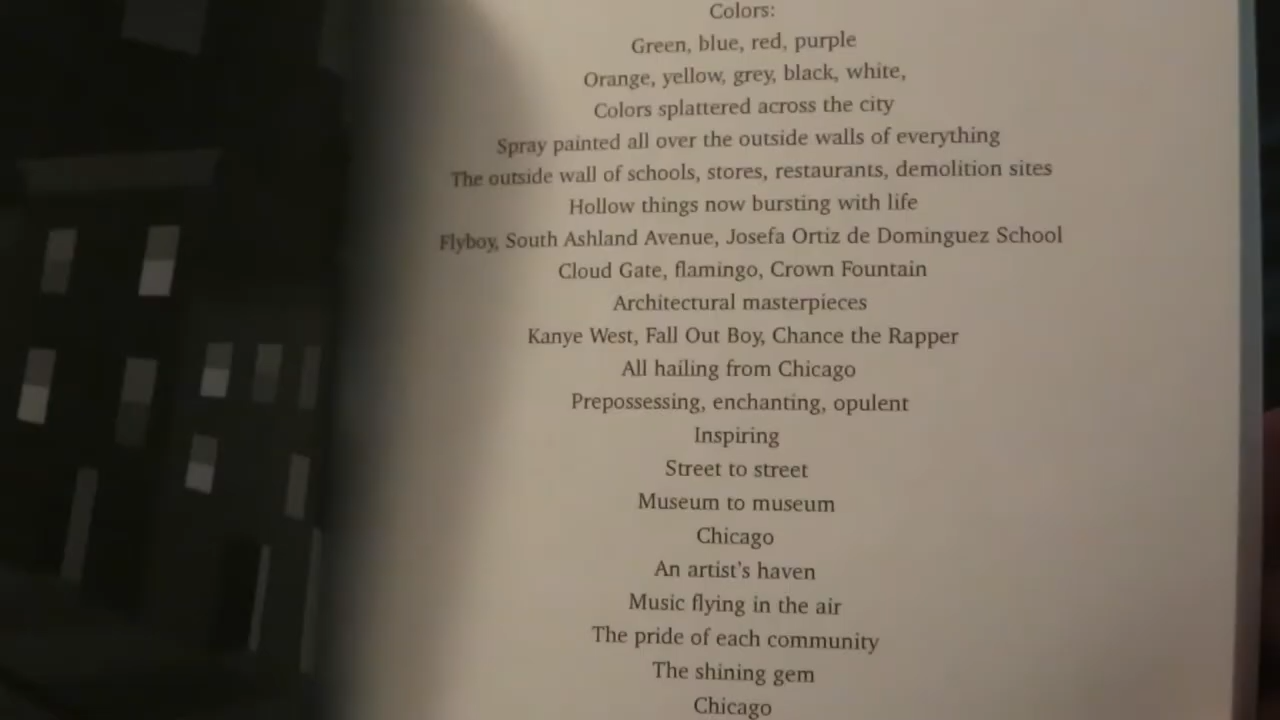 Colors:
Green, blue, red, purple
Orange, yellow, grey, black, white,
Colors splattered across the city
Spray painted all over the outside walls of everything
The outside wall of schools, stores, restaurants, demolition sites
Hollow things now bursting with life
Flyboy, South Ashland Avenue, Josefa Ortiz de Dominguez School
Cloud Gate, flamingo, Crown Fountain
Architectural masterpieces
Kanye West, Fall Out Boy, Chance the Rapper
All hailing from Chicago
Prepossessing, enchanting, opulent
Inspiring
Street to street
Museum to museum
Chicago
An artist's haven
Music flying in the air
The pride of each community
The shining gem
Chicago